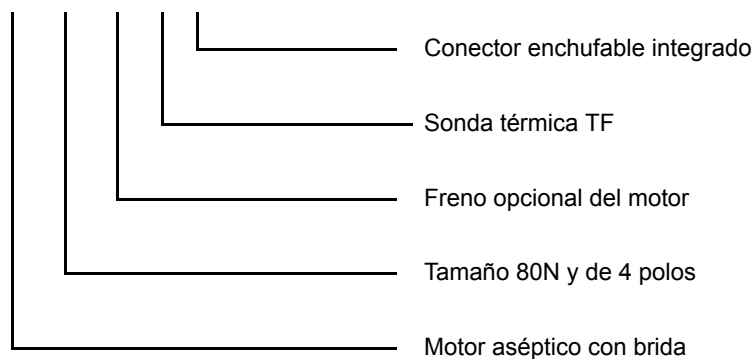 Conector enchufable integrado
Sonda térmica TF
Freno opcional del motor
Tamaño 80N y de 4 polos
Motor aséptico con brida